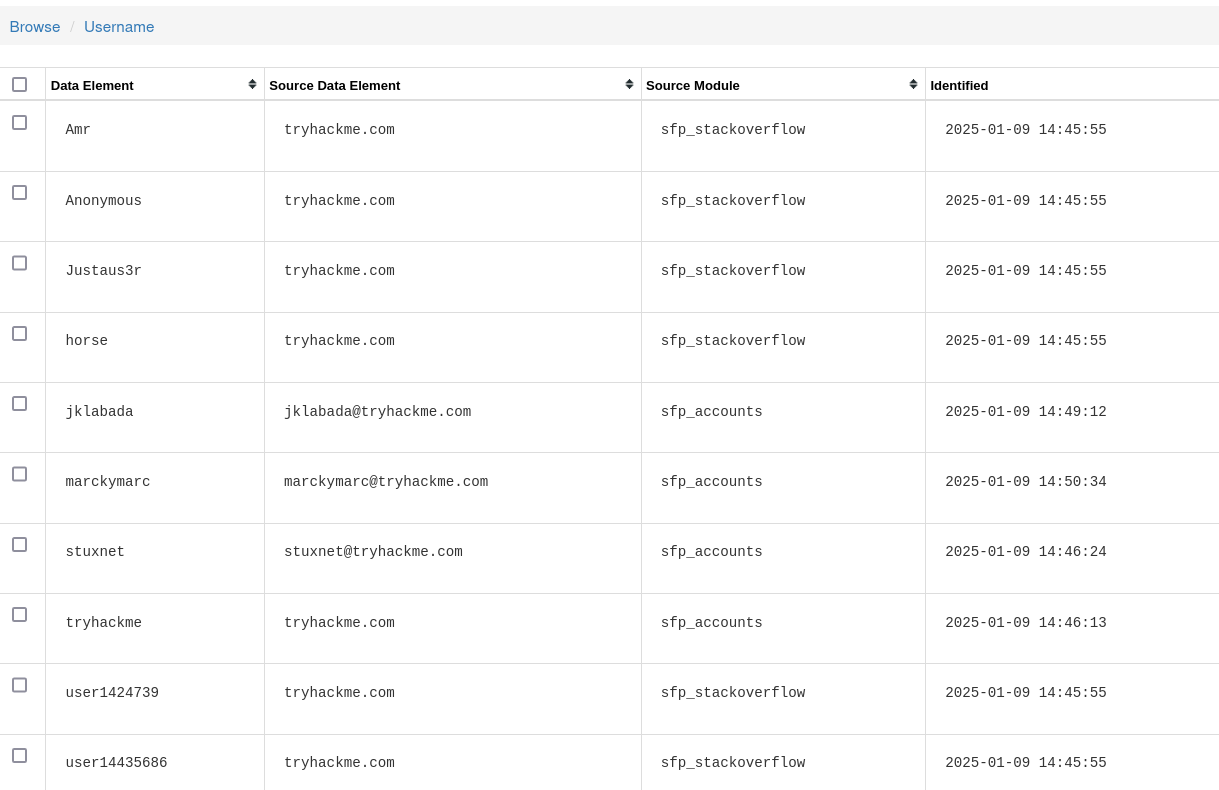 Browse / Username
Data Element Source Data Element Source Module Identified
Amr tryhackme.com sfp_stackoverflow 2025-01-09 14:45:55
Anonymous tryhackme.com sfp_stackoverflow 2025-01-09 14:45:55
Justaus3r tryhackme.com sfp_stackoverflow 2025-01-09 14:45:55
horse tryhackme.com sfp_stackoverflow 2025-01-09 14:45:55
jklabada jklabada@tryhackme.com sfp_accounts 2025-01-09 14:49:12
marckymarc marckymarc@tryhackme.com sfp_accounts 2025-01-09 14:50:34
stuxnet stuxnet@tryhackme.com sfp_accounts 2025-01-09 14:46:24
tryhackme tryhackme.com sfp_accounts 2025-01-09 14:46:13
user1424739 tryhackme.com sfp_stackoverflow 2025-01-09 14:45:55
user14435686 tryhackme.com sfp_stackoverflow 2025-01-09 14:45:55